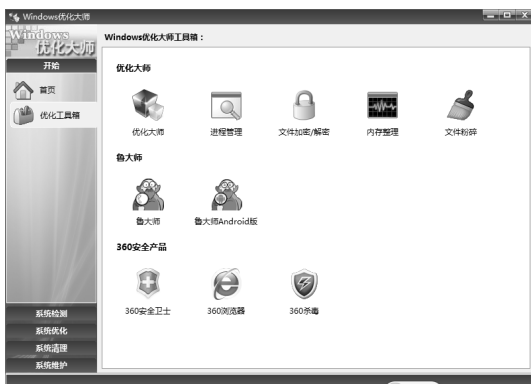 Windows优化大师
Windows
优化大师
开始
首页
优化工具箱
系统检测
系统优化
系统清理
系统维护
Windows优化大师工具箱：
优化大师
优化大师 进程管理 文件加密/解密 内存整理 文件粉碎
鲁大师
鲁大师 鲁大师Android版
360安全产品
360安全卫士 360浏览器 360杀毒